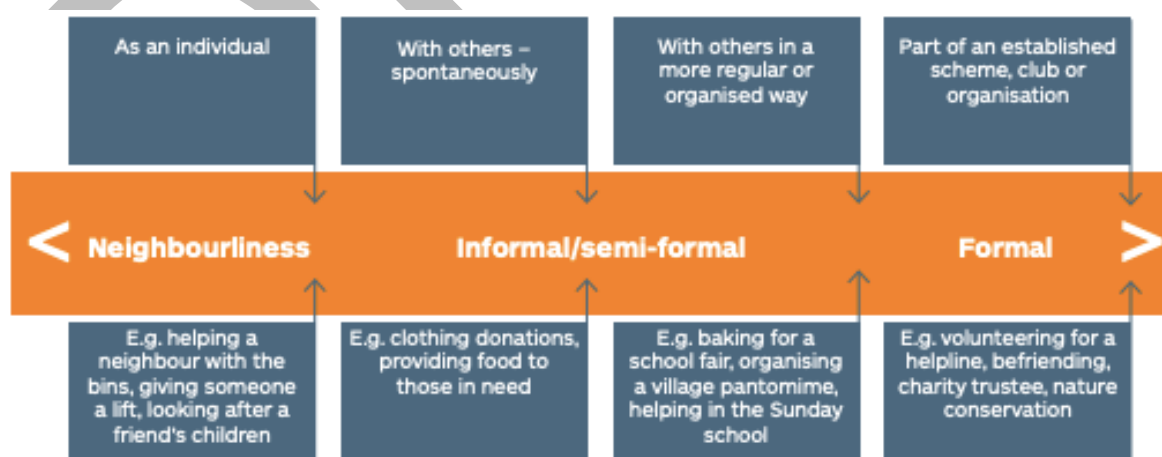 As an individual
With others –
spontaneously
With others in a
more regular or
organised way
Part of an established
scheme, club or
organisation
< Neighbourliness Informal/semi-formal Formal >
E.g. helping a
neighbour with the
bins, giving someone
a lift, looking after a
friend's children
E.g. clothing donations,
providing food to
those in need
E.g. baking for a
school fair, organising
a village pantomime,
helping in the Sunday
school
E.g. volunteering for a
helpline, befriending,
charity trustee, nature
conservation